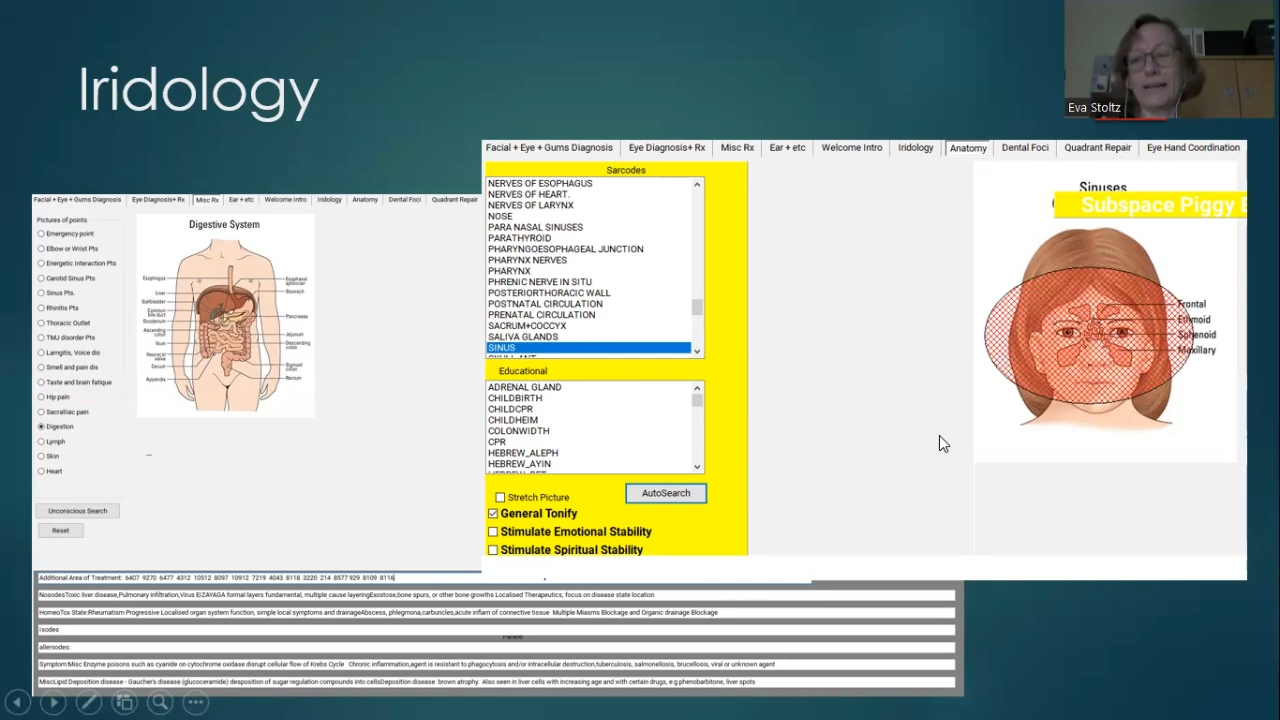 Iridology
Eva Stoltz
Facial + Eye + Gums Diagnosis
Eye Diagnosis+ Rx
Misc Rx
Ear + etc
Welcome Intro
Iridology
Anatomy
Dental Foci
Quadrant Repair
Pictures of points
Emergency point
Elbow or Wrist Pts
Energetic Interaction Pts
Carotid Sinus Pts
Sinus Pts.
Rhinitis Pts
Thoracic Outlet
TMJ disorder Pts
Larngitis, Voice dis
Smell and pain dis
Taste and brain fatique
Hip pain
Sacralliac pain
Digestion
Lymph
Skin
Heart
Unconscious Search
Reset
Digestive System
Esophagus
Liver
Gallbladder
Common
bile duct
Duodenum
Ascending
colon
Ilium
Cecum
Appendix
Esophageal
sphincter
Stomach
Pancreas
Jejunum
Descending
colon
Sigmoid
colon
Rectum
Facial + Eye + Gums Diagnosis
Eye Diagnosis+ Rx
Misc Rx
Ear + etc
Welcome Intro
Iridology
Anatomy
Dental Foci
Quadrant Repair
Eye Hand Coordination
Sarcodes
NERVES OF ESOPHAGUS
NERVES OF HEART.
NERVES OF LARYNX
NOSE
PARA NASAL SINUSES
PARATHYROID
PHARYNGOESOPHAGEAL JUNCTION
PHARYNX NERVES
PHARYNX
PHRENIC NERVE IN SITU
POSTERIORTHORACIC WALL
POSTNATAL CIRCULATION
PRENATAL CIRCULATION
SACRUM+COCCYX
SALIVA GLANDS
SINUS
Educational
ADRENAL GLAND
CHILDBIRTH
CHILDCPR
CHILDHEIM
COLONWIDTH
CPR
HEBREW_ALEPH
HEBREW_AYIN
Stretch Picture
AutoSearch
General Tonify
Stimulate Emotional Stability
Stimulate Spiritual Stability
Sinuses
Subspace Piggy
Frontal
Ethmoid
Sphenoid
Maxillary
Additional Area of Treatment: 6407 9270 6477 4312 10512 8097 10912 7219 4043 8118 3220 214 8577 929 8109 8116
NosodesToxic liver disease,Pulmonary infiltration,Virus EIZAYAGA formal layers fundamental, multiple cause layeringExostose,bone spurs, or other bone growths Localised Therapeutics, focus on disease state:location
HomeoTox State:Rheumatism Progressive Localised organ system function, simple local symptoms and drainageAbscess, phlegmona,carbuncles,acute inflam of connective tissue Multiple Miasms Blockage and Organic drainage Blockage
Isodes
allersodes:
Symptom:Misc Enzyme poisons such as cyanide on cytochrome oxidase disrupt cellular flow of Krebs Cycle Chronic inflammation,agent is resistant to phagocytosis and/or intracellular destruction,tuberculosis, salmonellosis, brucellosis, viral or unknown agent
MiscLipid Deposition disease - Gaucher's disease (glucoceramide) desposition of sugar regulation compounds into cellsDeposition disease brown atrophy. Also seen in liver cells with increasing age and with certain drugs, e.g phenobarbitone, liver spots